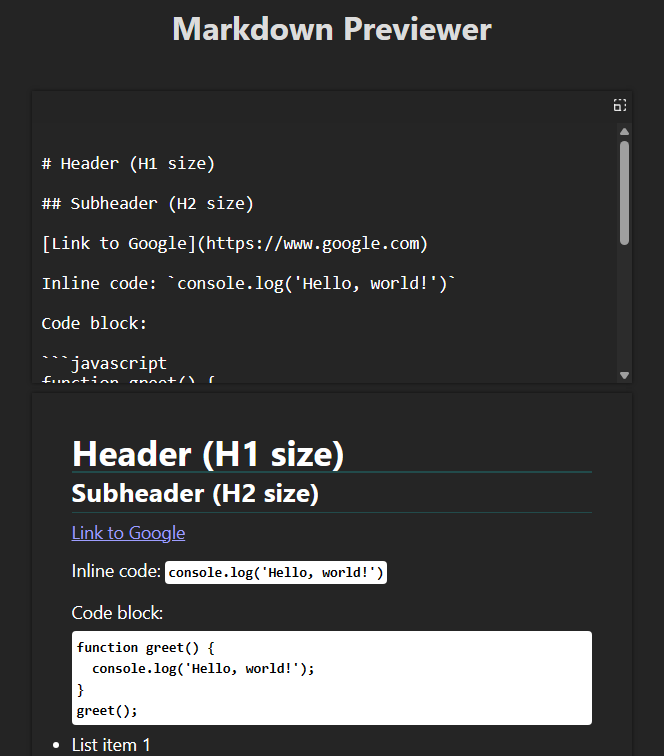 Markdown Previewer
# Header (H1 size)
## Subheader (H2 size)
[Link to Google](https://www.google.com)
Inline code: `console.log('Hello, world!')`
Code block:
```javascript
function greet() {
Header (H1 size)
Subheader (H2 size)
Link to Google
Inline code: console.log('Hello, world!')
Code block:
function greet() {
  console.log('Hello, world!');
}
greet();
• List item 1